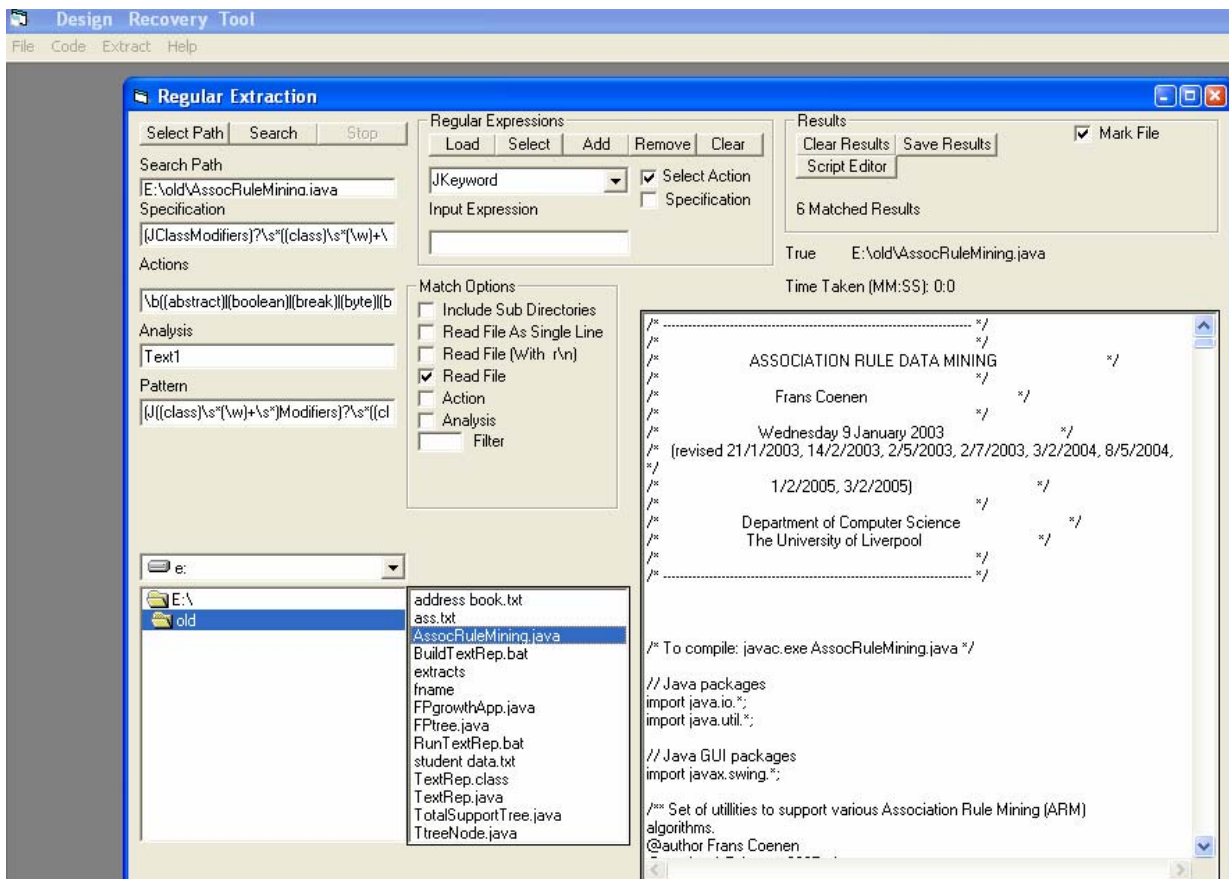 Design Recovery Tool
File Code Extract Help
Regular Extraction
Select Path Search Stop
Search Path
E:\old\AssocRuleMining.java
Specification
(JClassModifiers)?\s*((class)\s*(\w)+\
Actions
\b((abstract)|(boolean)|(break)|(byte)|(b
Analysis
Text1
Pattern
(J((class)\s*(\w)+\s*)Modifiers)?\s*((cl
Regular Expressions
Load Select Add Remove Clear
JKeyword
Select Action
Specification
Input Expression
Match Options
Include Sub Directories
Read File As Single Line
Read File (With r\n)
Read File
Action
Analysis
Filter
Results
Clear Results Save Results
Script Editor
Mark File
6 Matched Results
True E:\old\AssocRuleMining.java
Time Taken (MM:SS): 0:0
e:
E:\
old
address book.txt
ass.txt
AssocRuleMining.java
BuildTextRep.bat
extracts
fname
FPgrowthApp.java
FPtree.java
RunTextRep.bat
student data.txt
TextRep.class
TextRep.java
TotalSupportTree.java
TtreeNode.java
/* ------------------------------------------------------------------------- */
/* */
/* ASSOCIATION RULE DATA MINING */
/* */
/* Frans Coenen */
/* */
/* Wednesday 9 January 2003 */
/* (revised 21/1/2003, 14/2/2003, 2/5/2003, 2/7/2003, 3/2/2004, 8/5/2004,
*/
/* 1/2/2005, 3/2/2005) */
/* */
/* Department of Computer Science */
/* The University of Liverpool */
/* */
/* ------------------------------------------------------------------------- */
/* To compile: javac.exe AssocRuleMining.java */
// Java packages
import java.io.*;
import java.util.*;
// Java GUI packages
import javax.swing.*;
/** Set of utillities to support various Association Rule Mining (ARM)
algorithms.
@author Frans Coenen